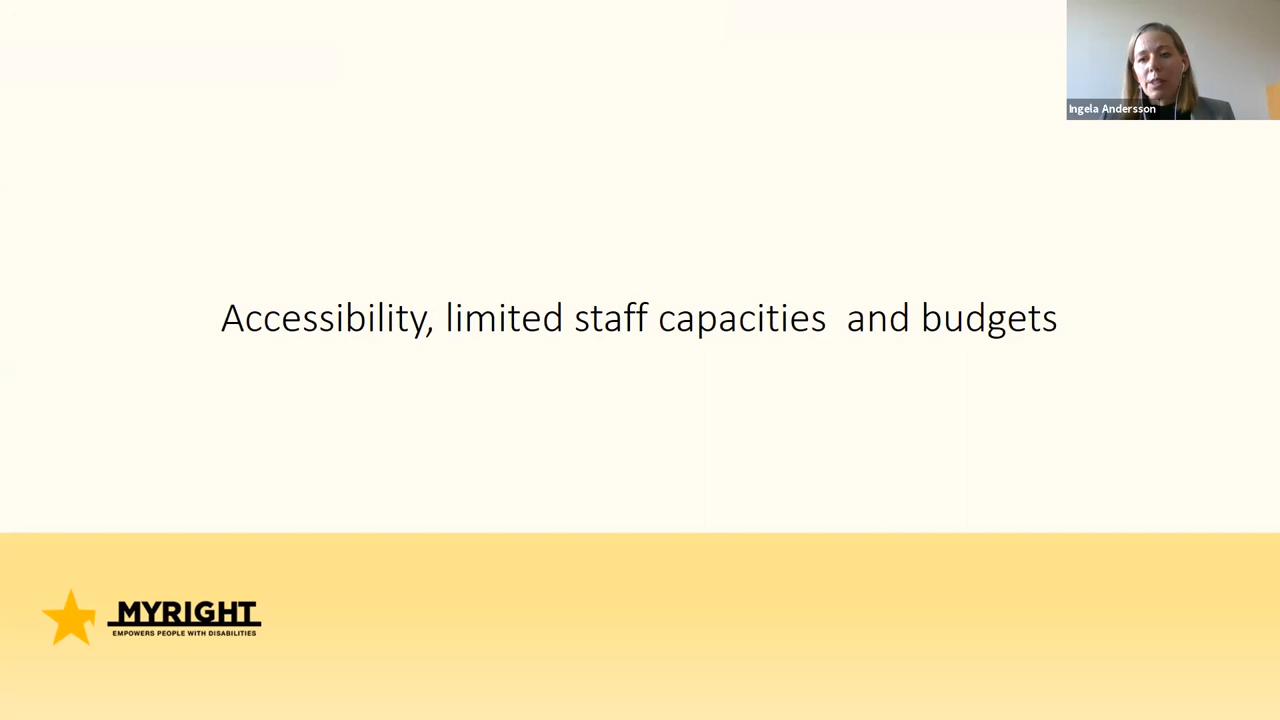 Ingela Andersson
Accessibility, limited staff capacities  and budgets
MYRIGHT
EMPOWERS PEOPLE WITH DISABILITIES